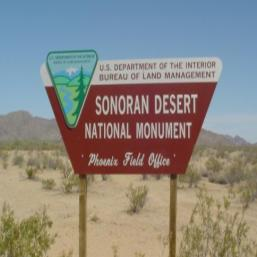 U.S. DEPARTMENT OF THE INTERIOR
BUREAU OF LAND MANAGEMENT
SONORAN DESERT
NATIONAL MONUMENT
Phoenix Field Office